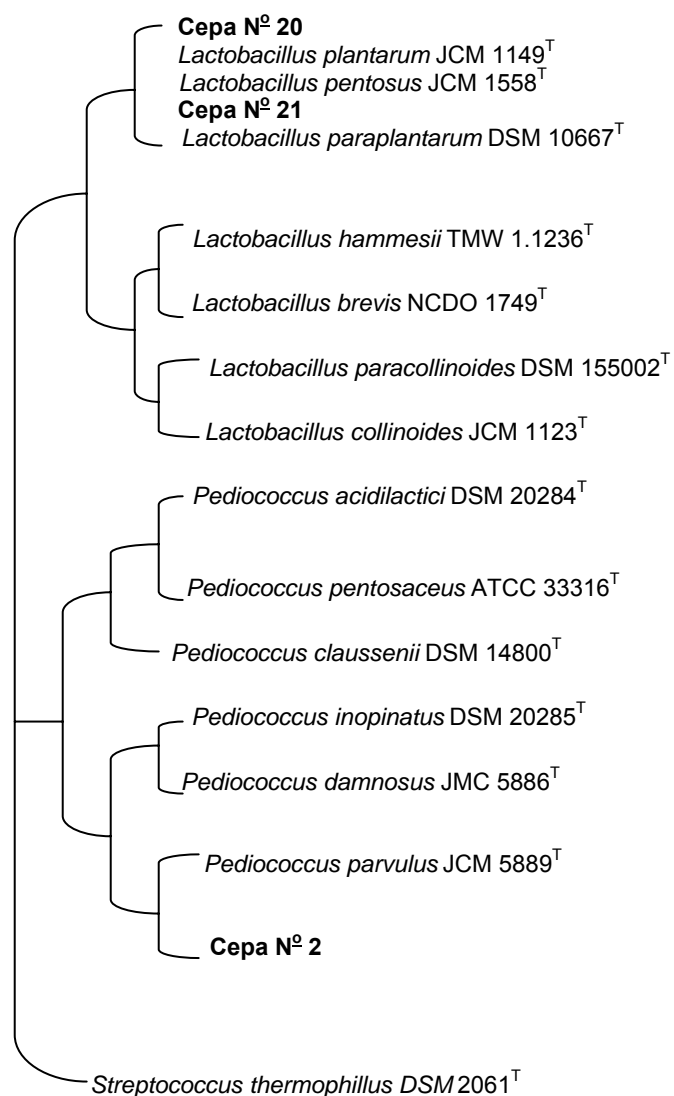 Cepa Nº 20
Lactobacillus plantarum JCM 1149ᵀ
Lactobacillus pentosus JCM 1558ᵀ
Cepa Nº 21
Lactobacillus paraplantarum DSM 10667ᵀ
Lactobacillus hammesii TMW 1.1236ᵀ
Lactobacillus brevis NCDO 1749ᵀ
Lactobacillus paracollinoides DSM 155002ᵀ
Lactobacillus collinoides JCM 1123ᵀ
Pediococcus acidilactici DSM 20284ᵀ
Pediococcus pentosaceus ATCC 33316ᵀ
Pediococcus claussenii DSM 14800ᵀ
Pediococcus inopinatus DSM 20285ᵀ
Pediococcus damnosus JMC 5886ᵀ
Pediococcus parvulus JCM 5889ᵀ
Cepa Nº 2
Streptococcus thermophillus DSM 2061ᵀ